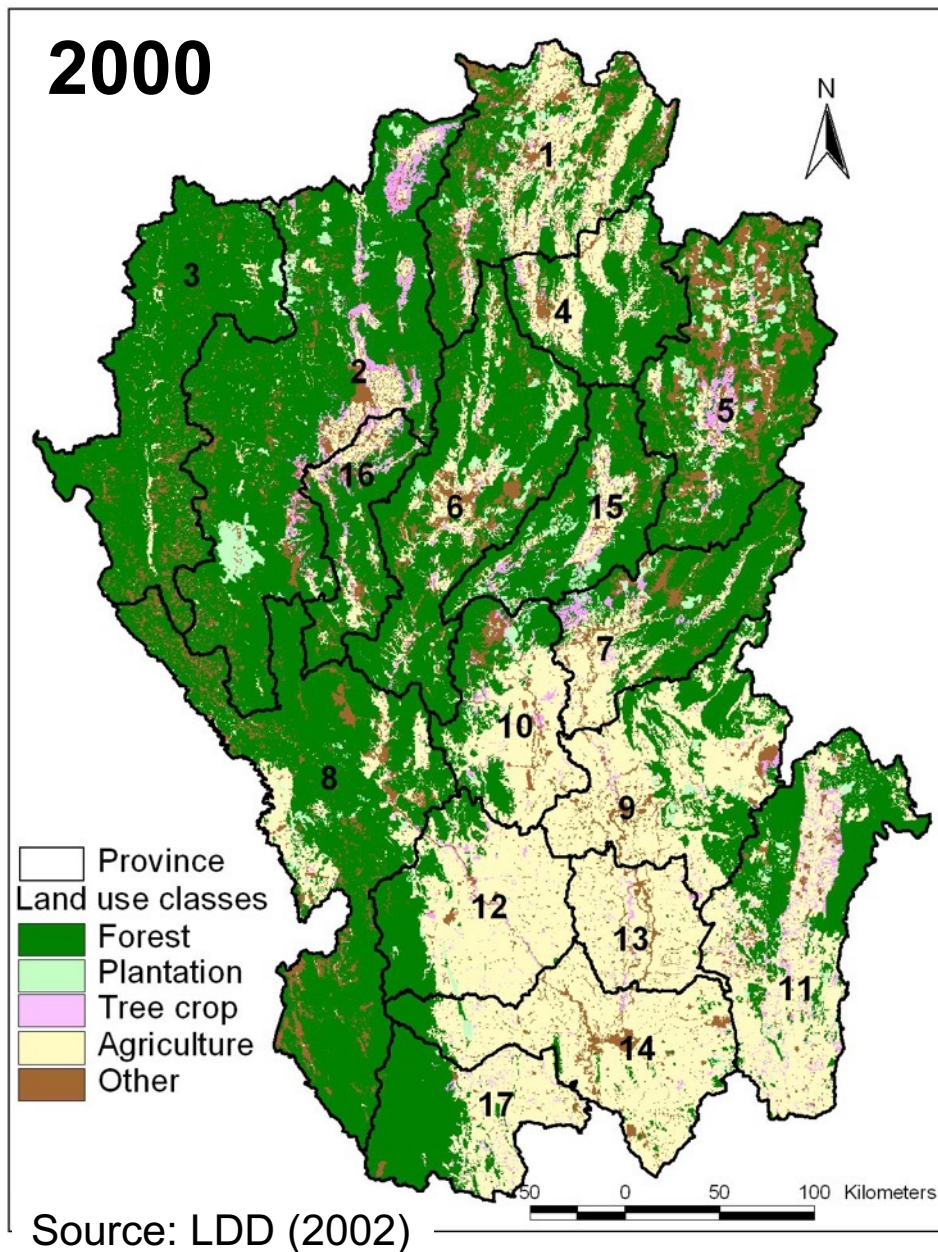 2000
N
1
3
4
2
5
16
6
15
7
10
8
9
12
13
11
14
17
Province
Land use classes
Forest
Plantation
Tree crop
Agriculture
Other
50 0 50 100 Kilometers
Source: LDD (2002)